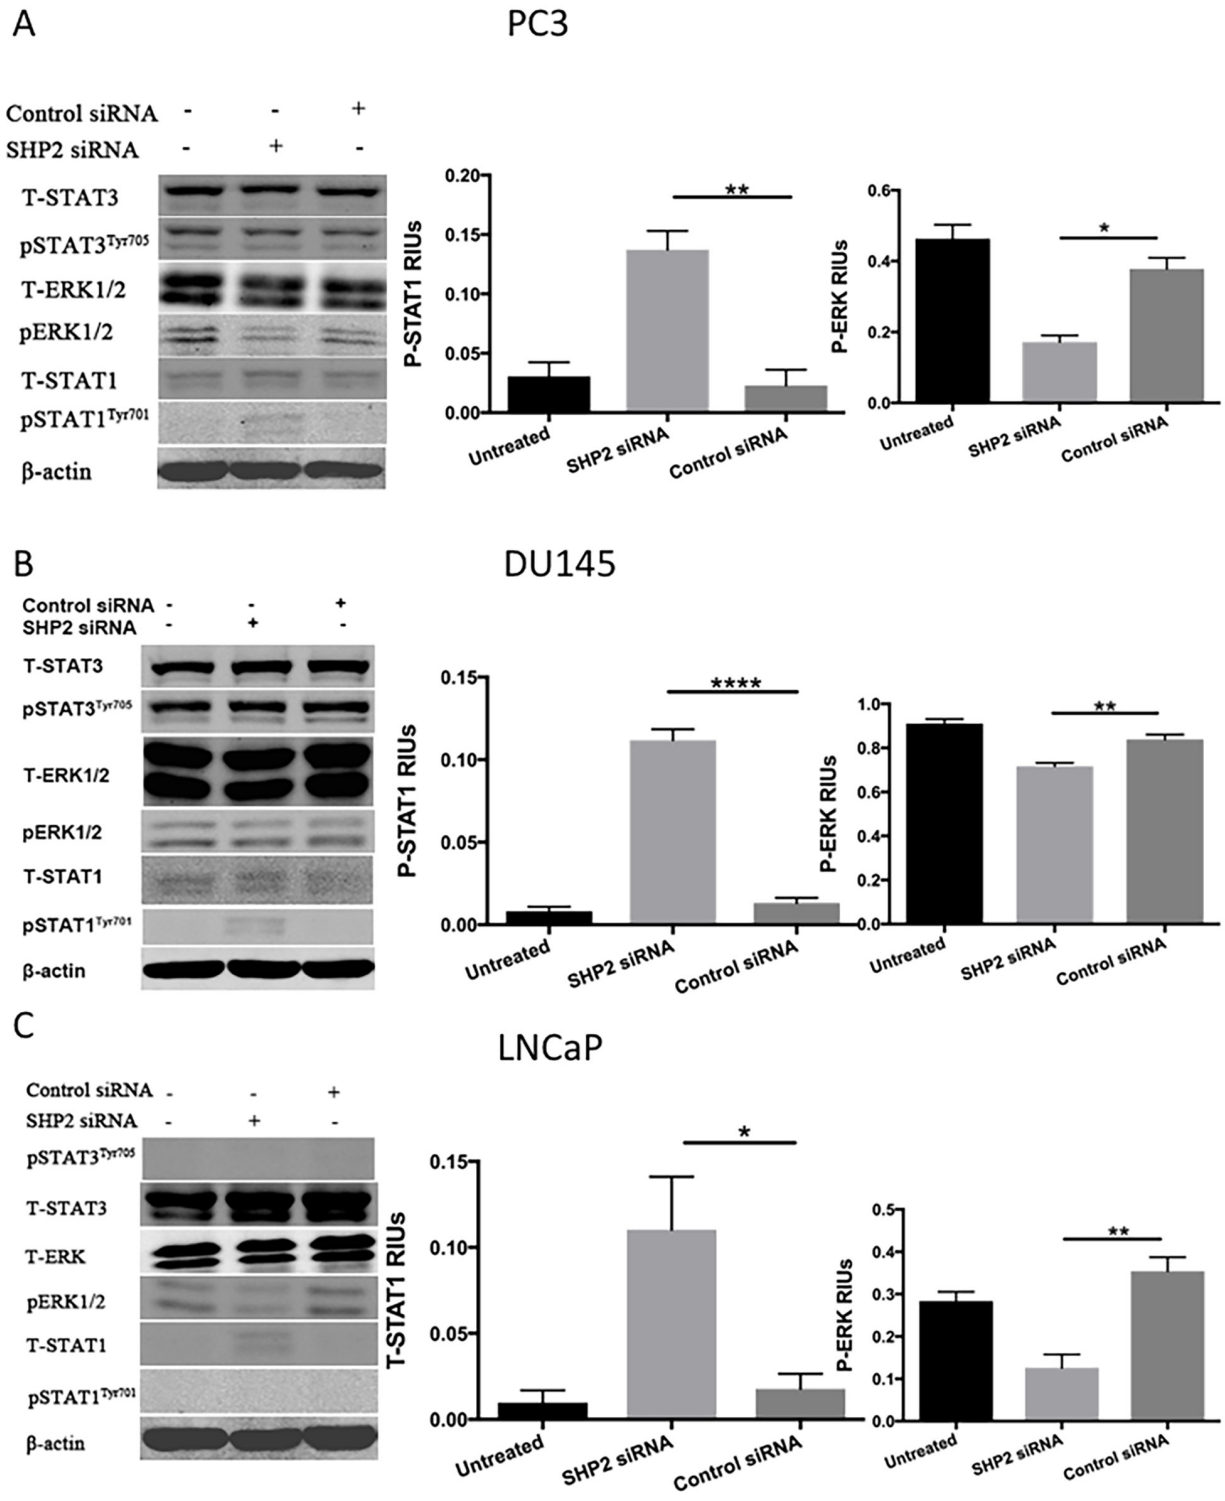 A
PC3
Control siRNA - - +
SHP2 siRNA - + -
T-STAT3
pSTAT3Tyr705
T-ERK1/2
pERK1/2
T-STAT1
pSTAT1Tyr701
β-actin
P-STAT1 RIUs
0.20
0.15
0.10
0.05
0.00
**
Untreated
SHP2 siRNA
Control siRNA
P-ERK RIUs
0.6
0.4
0.2
0.0
*
Untreated
SHP2 siRNA
Control siRNA
B
DU145
Control siRNA - - +
SHP2 siRNA - + -
T-STAT3
pSTAT3Tyr705
T-ERK1/2
pERK1/2
T-STAT1
pSTAT1Tyr701
β-actin
P-STAT1 RIUs
0.15
0.10
0.05
0.00
****
Untreated
SHP2 siRNA
Control siRNA
P-ERK RIUs
1.0
0.8
0.6
0.4
0.2
0.0
**
Untreated
SHP2 siRNA
Control siRNA
C
LNCaP
Control siRNA - - +
SHP2 siRNA - + -
pSTAT3Tyr705
T-STAT3
T-ERK
pERK1/2
T-STAT1
pSTAT1Tyr701
β-actin
T-STAT1 RIUs
0.15
0.10
0.05
0.00
*
Untreated
SHP2 siRNA
Control siRNA
P-ERK RIUs
0.5
0.4
0.3
0.2
0.1
0.0
**
Untreated
SHP2 siRNA
Control siRNA